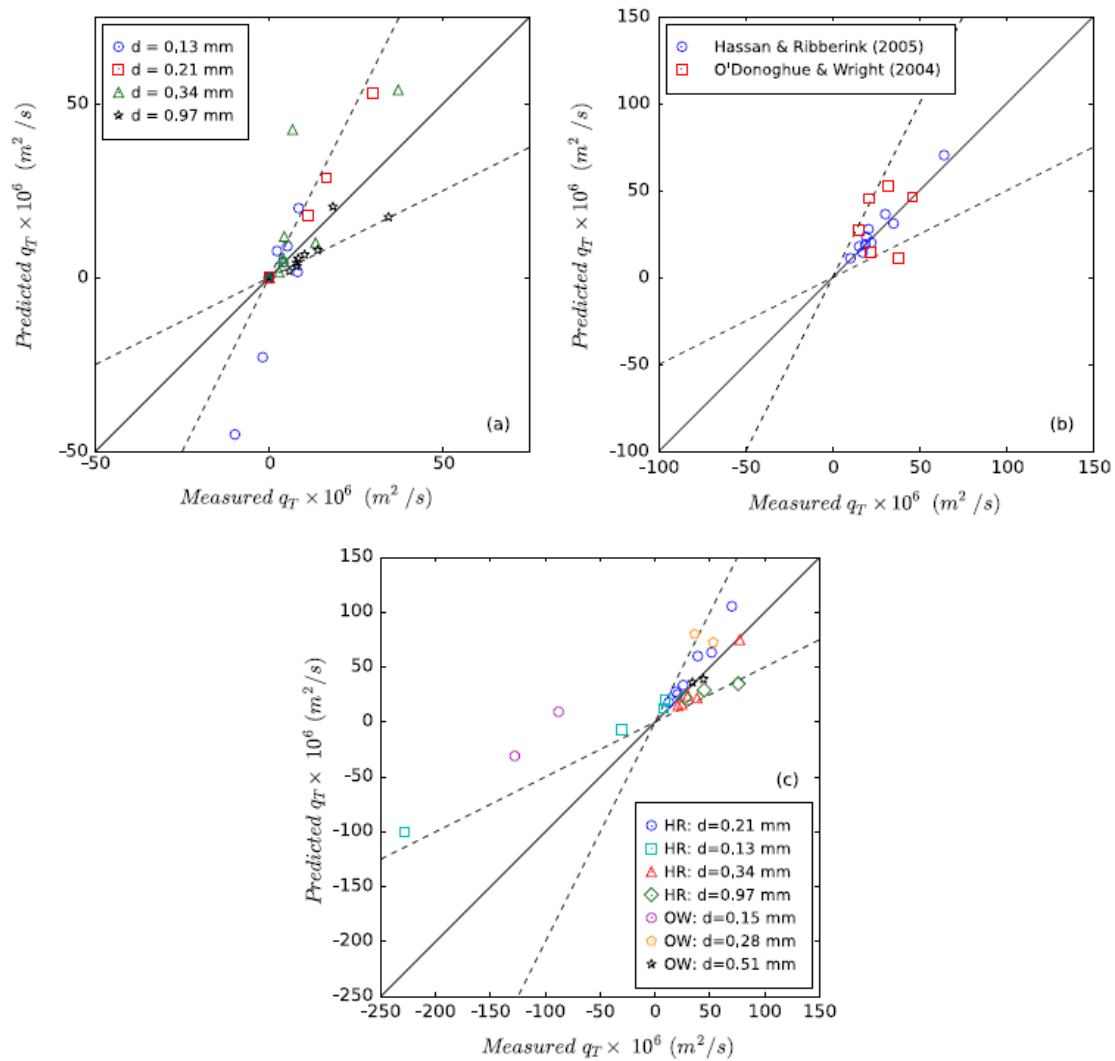 d = 0,13 mm
d = 0.21 mm
d = 0,34 mm
d = 0,97 mm
50
0
-50
50
0
50
(a)
Predicted q_T × 10^6 (m^2 /s)
Measured q_T × 10^6 (m^2 /s)
Hassan & Ribberink (2005)
O'Donoghue & Wright (2004)
150
100
50
0
-50
-100
-100
-50
0
50
100
150
(b)
Predicted q_T × 10^6 (m^2 /s)
Measured q_T × 10^6 (m^2 /s)
150
100
50
0
-50
-100
-150
-200
-250
-250
-200
-150
-100
-50
0
50
100
150
(c)
HR: d=0.21 mm
HR: d=0.13 mm
HR: d=0,34 mm
HR: d=0.97 mm
OW: d=0,15 mm
OW: d=0,28 mm
OW: d=0.51 mm
Predicted q_T × 10^6 (m^2/s)
Measured q_T × 10^6 (m^2/s)